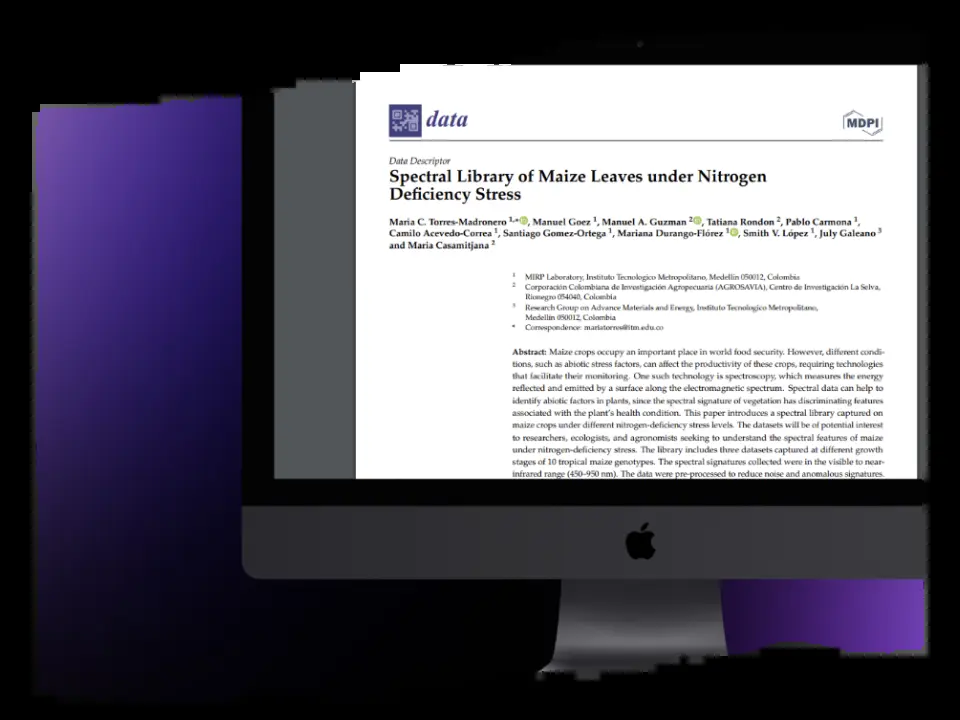 data
MDPI
Data Descriptor
Spectral Library of Maize Leaves under Nitrogen
Deficiency Stress
Maria C. Torres-Madronero 1,*, Manuel Goez 1, Manuel A. Guzman 2, Tatiana Rondon 2, Pablo Carmona 1,
Camilo Acevedo-Correa 1, Santiago Gomez-Ortega 1, Mariana Durango-Flórez 1, Smith V. López 1, July Galeano 3
and Maria Casamitjana 2
1 MIRP Laboratory, Instituto Tecnologico Metropolitano, Medellín 050012, Colombia
2 Corporación Colombiana de Investigación Agropecuaria (AGROSAVIA), Centro de Investigación La Selva,
Rionegro 054040, Colombia
3 Research Group on Advance Materials and Energy, Instituto Tecnologico Metropolitano,
Medellín 050012, Colombia
* Correspondence: mariatorres@itm.edu.co
Abstract: Maize crops occupy an important place in world food security. However, different condi-
tions, such as abiotic stress factors, can affect the productivity of these crops, requiring technologies
that facilitate their monitoring. One such technology is spectroscopy, which measures the energy
reflected and emitted by a surface along the electromagnetic spectrum. Spectral data can help to
identify abiotic factors in plants, since the spectral signature of vegetation has discriminating features
associated with the plant's health condition. This paper introduces a spectral library captured on
maize crops under different nitrogen-deficiency stress levels. The datasets will be of potential interest
to researchers, ecologists, and agronomists seeking to understand the spectral features of maize
under nitrogen-deficiency stress. The library includes three datasets captured at different growth
stages of 10 tropical maize genotypes. The spectral signatures collected were in the visible to near-
infrared range (450–950 nm). The data were pre-processed to reduce noise and anomalous signatures.